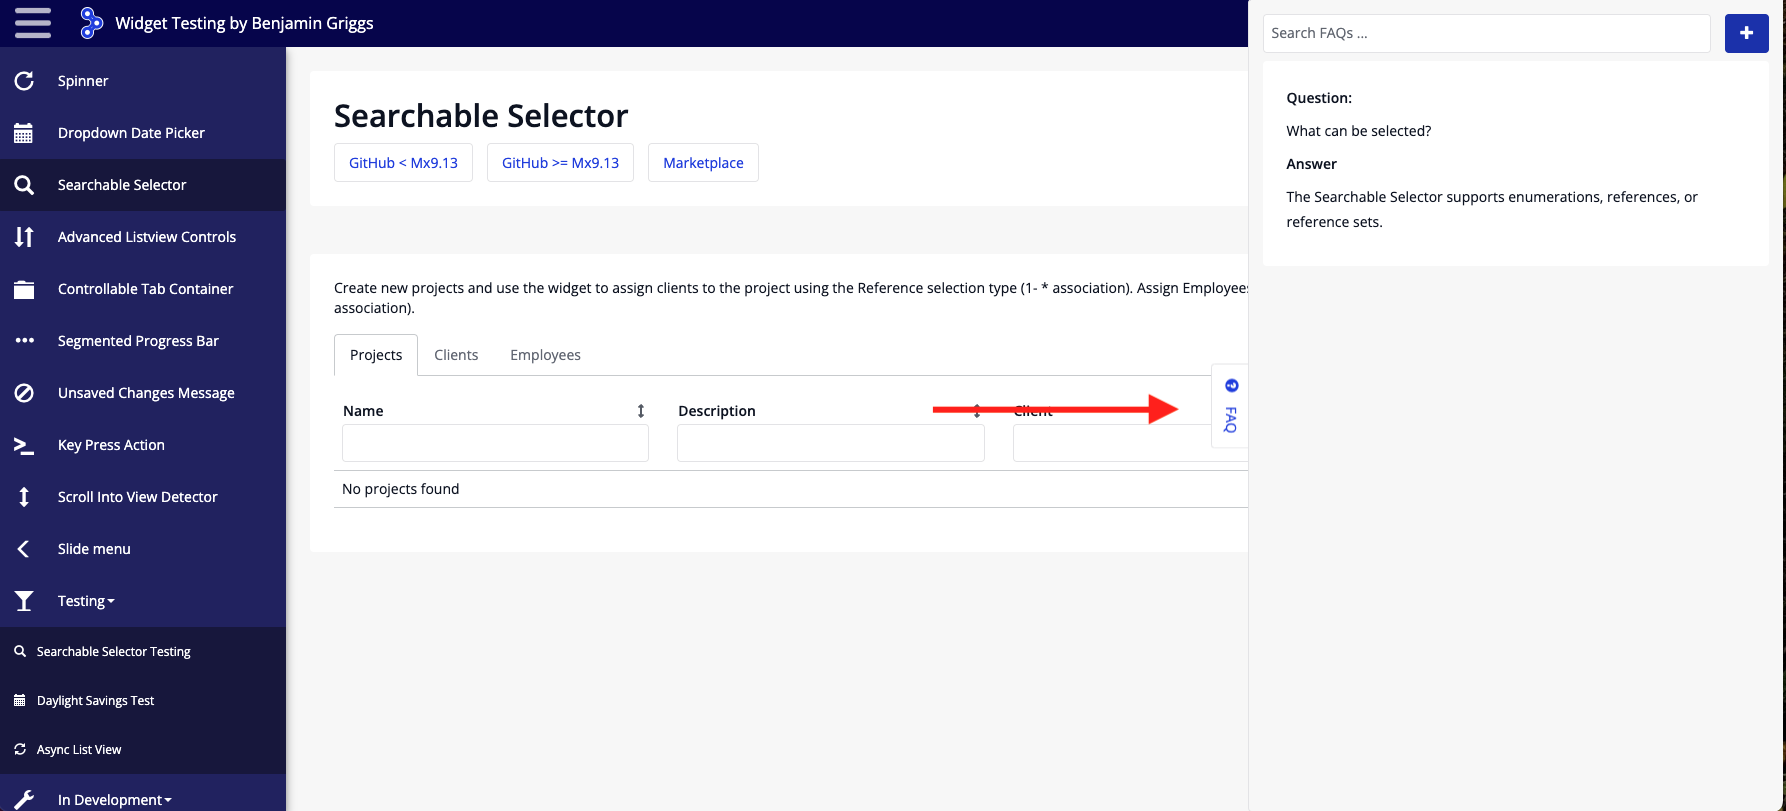 Widget Testing by Benjamin Griggs
Spinner
Dropdown Date Picker
Searchable Selector
Advanced Listview Controls
Controllable Tab Container
Segmented Progress Bar
Unsaved Changes Message
Key Press Action
Scroll Into View Detector
Slide menu
Testing
Searchable Selector Testing
Daylight Savings Test
Async List View
In Development
Searchable Selector
GitHub < Mx9.13
GitHub >= Mx9.13
Marketplace
Create new projects and use the widget to assign clients to the project using the Reference selection type (1- * association). Assign Employees
association).
Projects
Clients
Employees
Name
Description
Client
No projects found
FAQ
Search FAQs ...
Question:
What can be selected?
Answer
The Searchable Selector supports enumerations, references, or
reference sets.